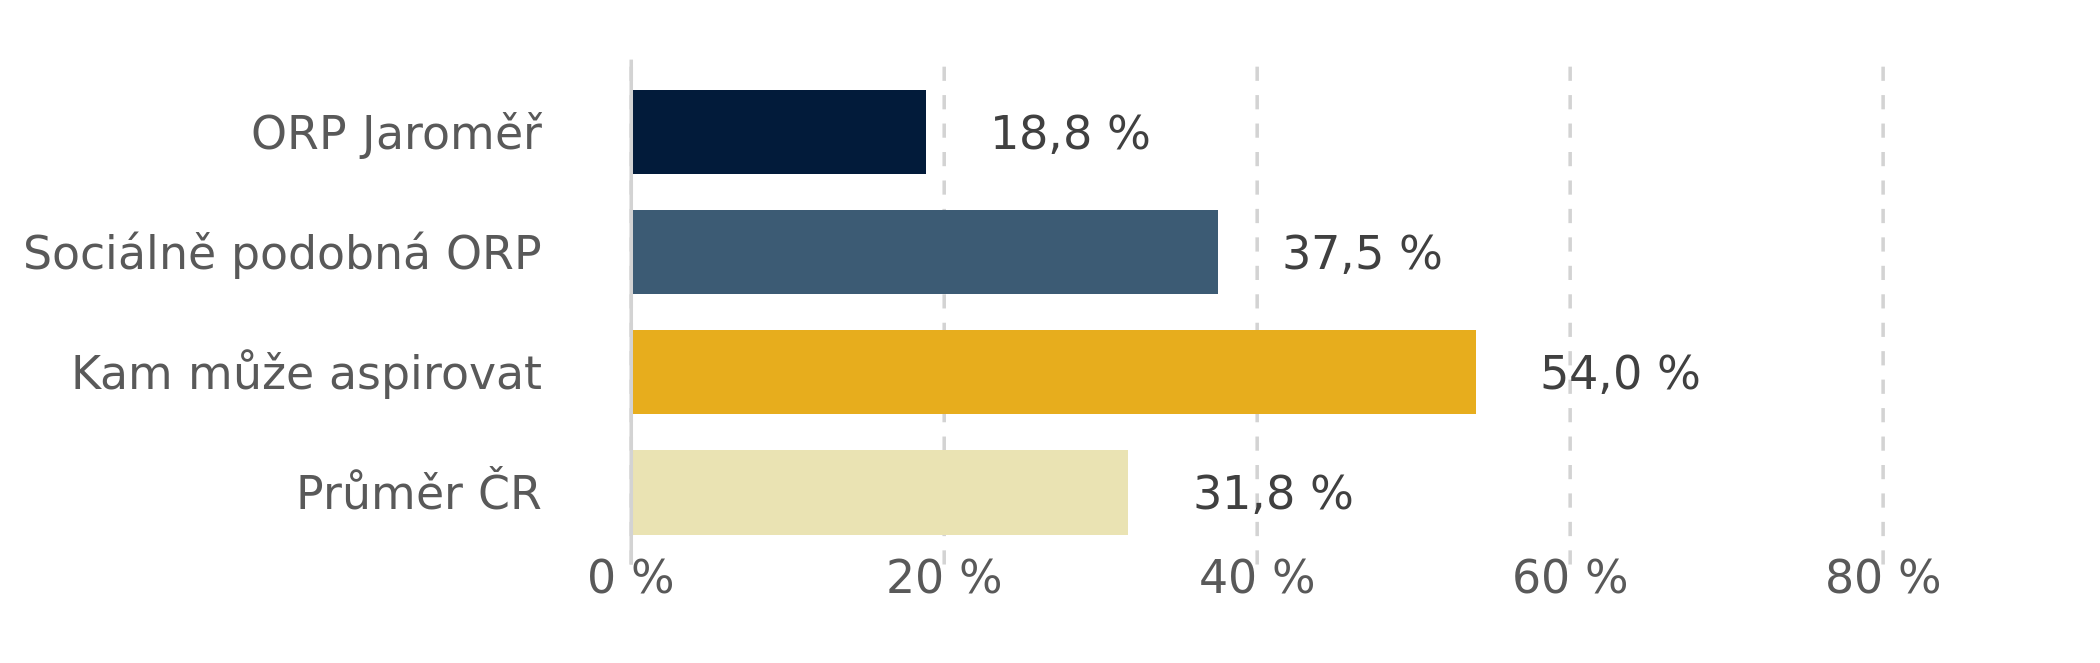 ORP Jaroměř 18,8 %
Sociálně podobná ORP 37,5 %
Kam může aspirovat 54,0 %
Průměr ČR 31,8 %
0 % 20 % 40 % 60 % 80 %